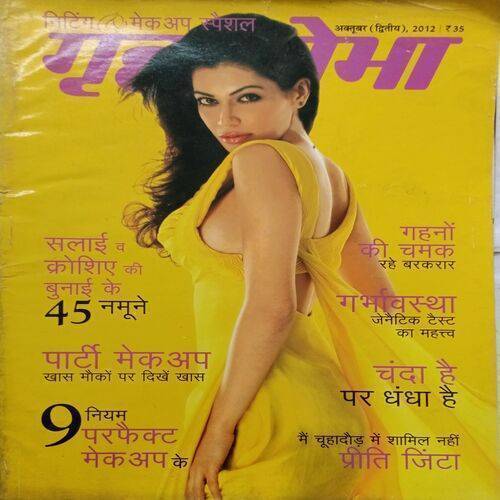 निटिंग & मेकअप स्पैशल
अक्तूबर (द्वितीय), 2012 | ₹ 35
सलाई व
क्रोशिए की
बुनाई के
45 नमूने
पार्टी मेकअप
खास मौकों पर दिखें खास
9 नियम
परफैक्ट
मेकअप के
गहनों
की चमक
रहे बरकरार
गर्भावस्था
जेनैटिक टैस्ट
का महत्त्व
चंदा है
पर धंधा है
मैं चूहादौड़ में शामिल नहीं
प्रीति जिंटा